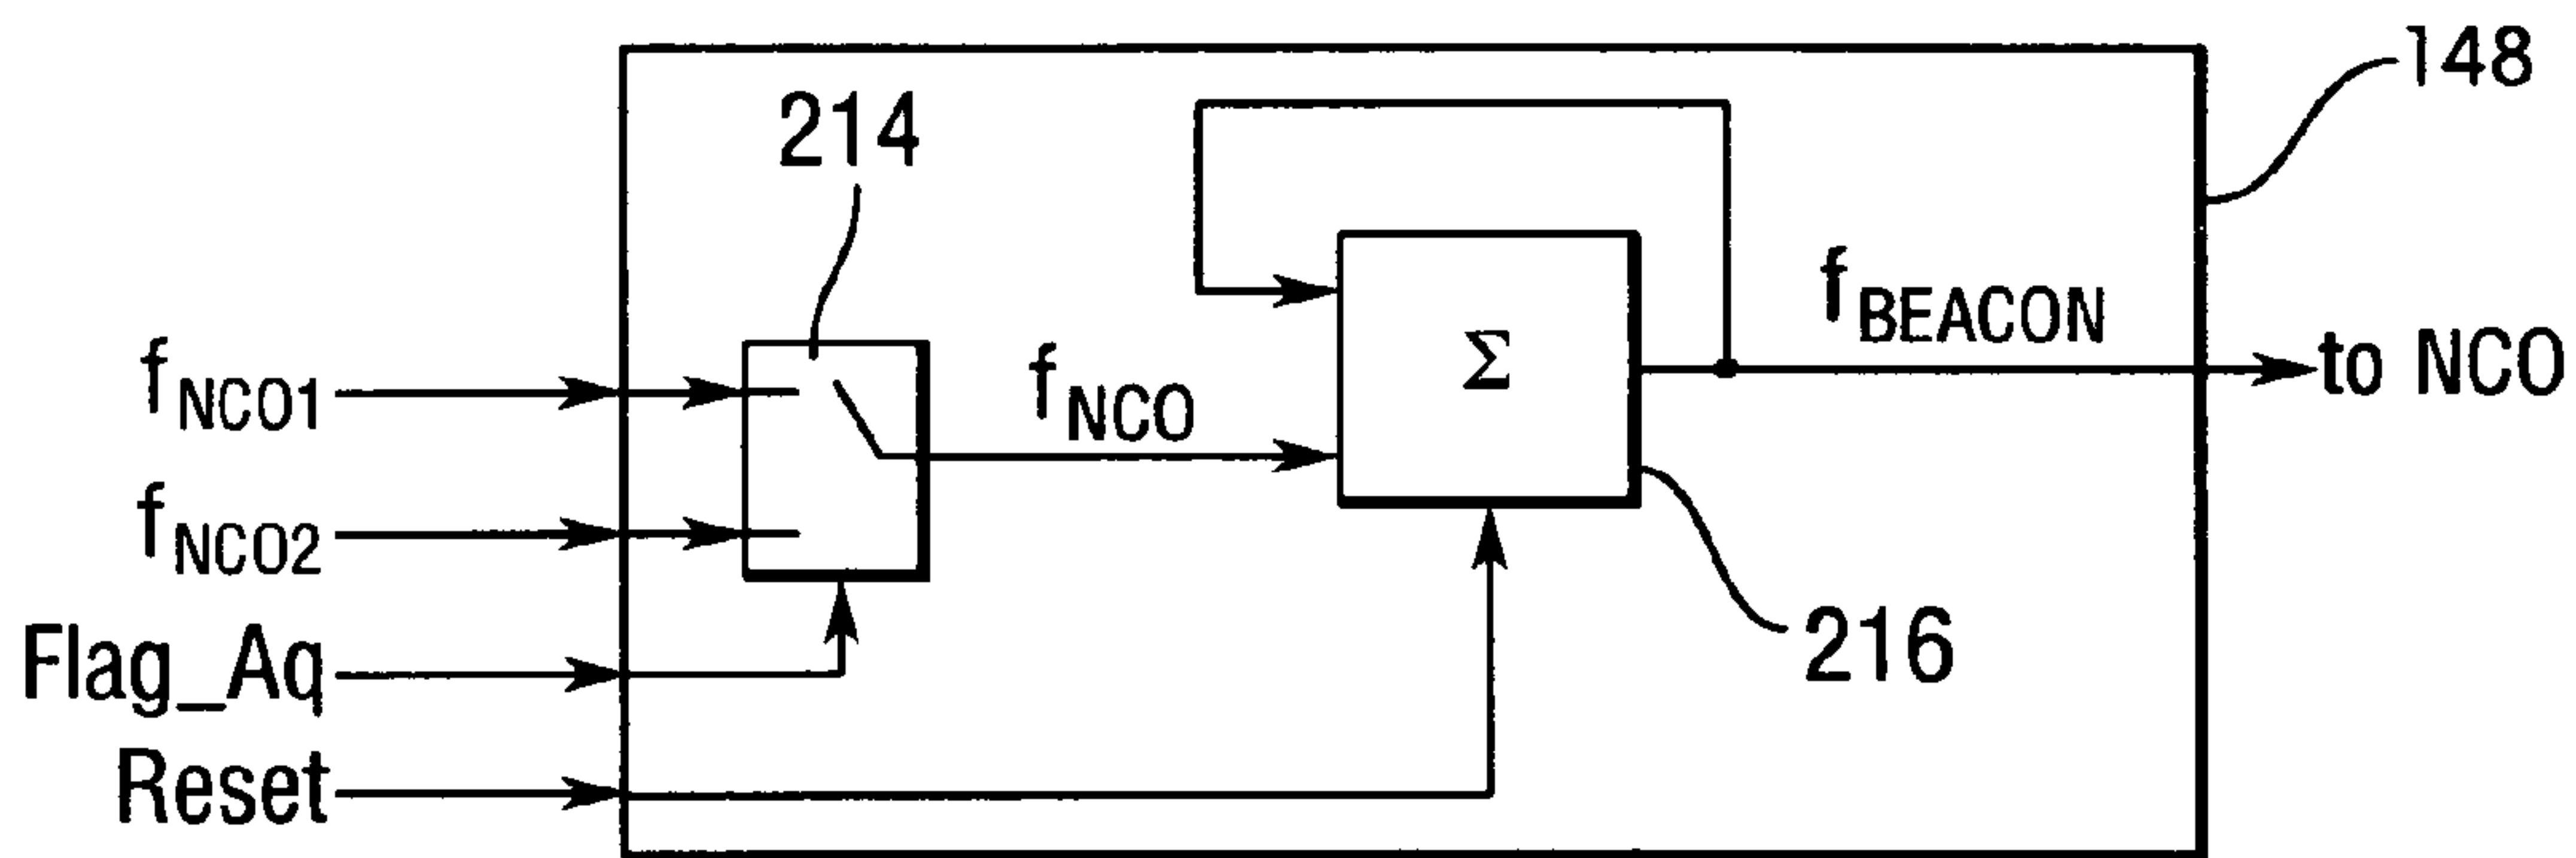 148
214
f_NCO1
f_NCO2
Flag_Aq
Reset
f_NCO
Σ
f_BEACON
to NCO
216